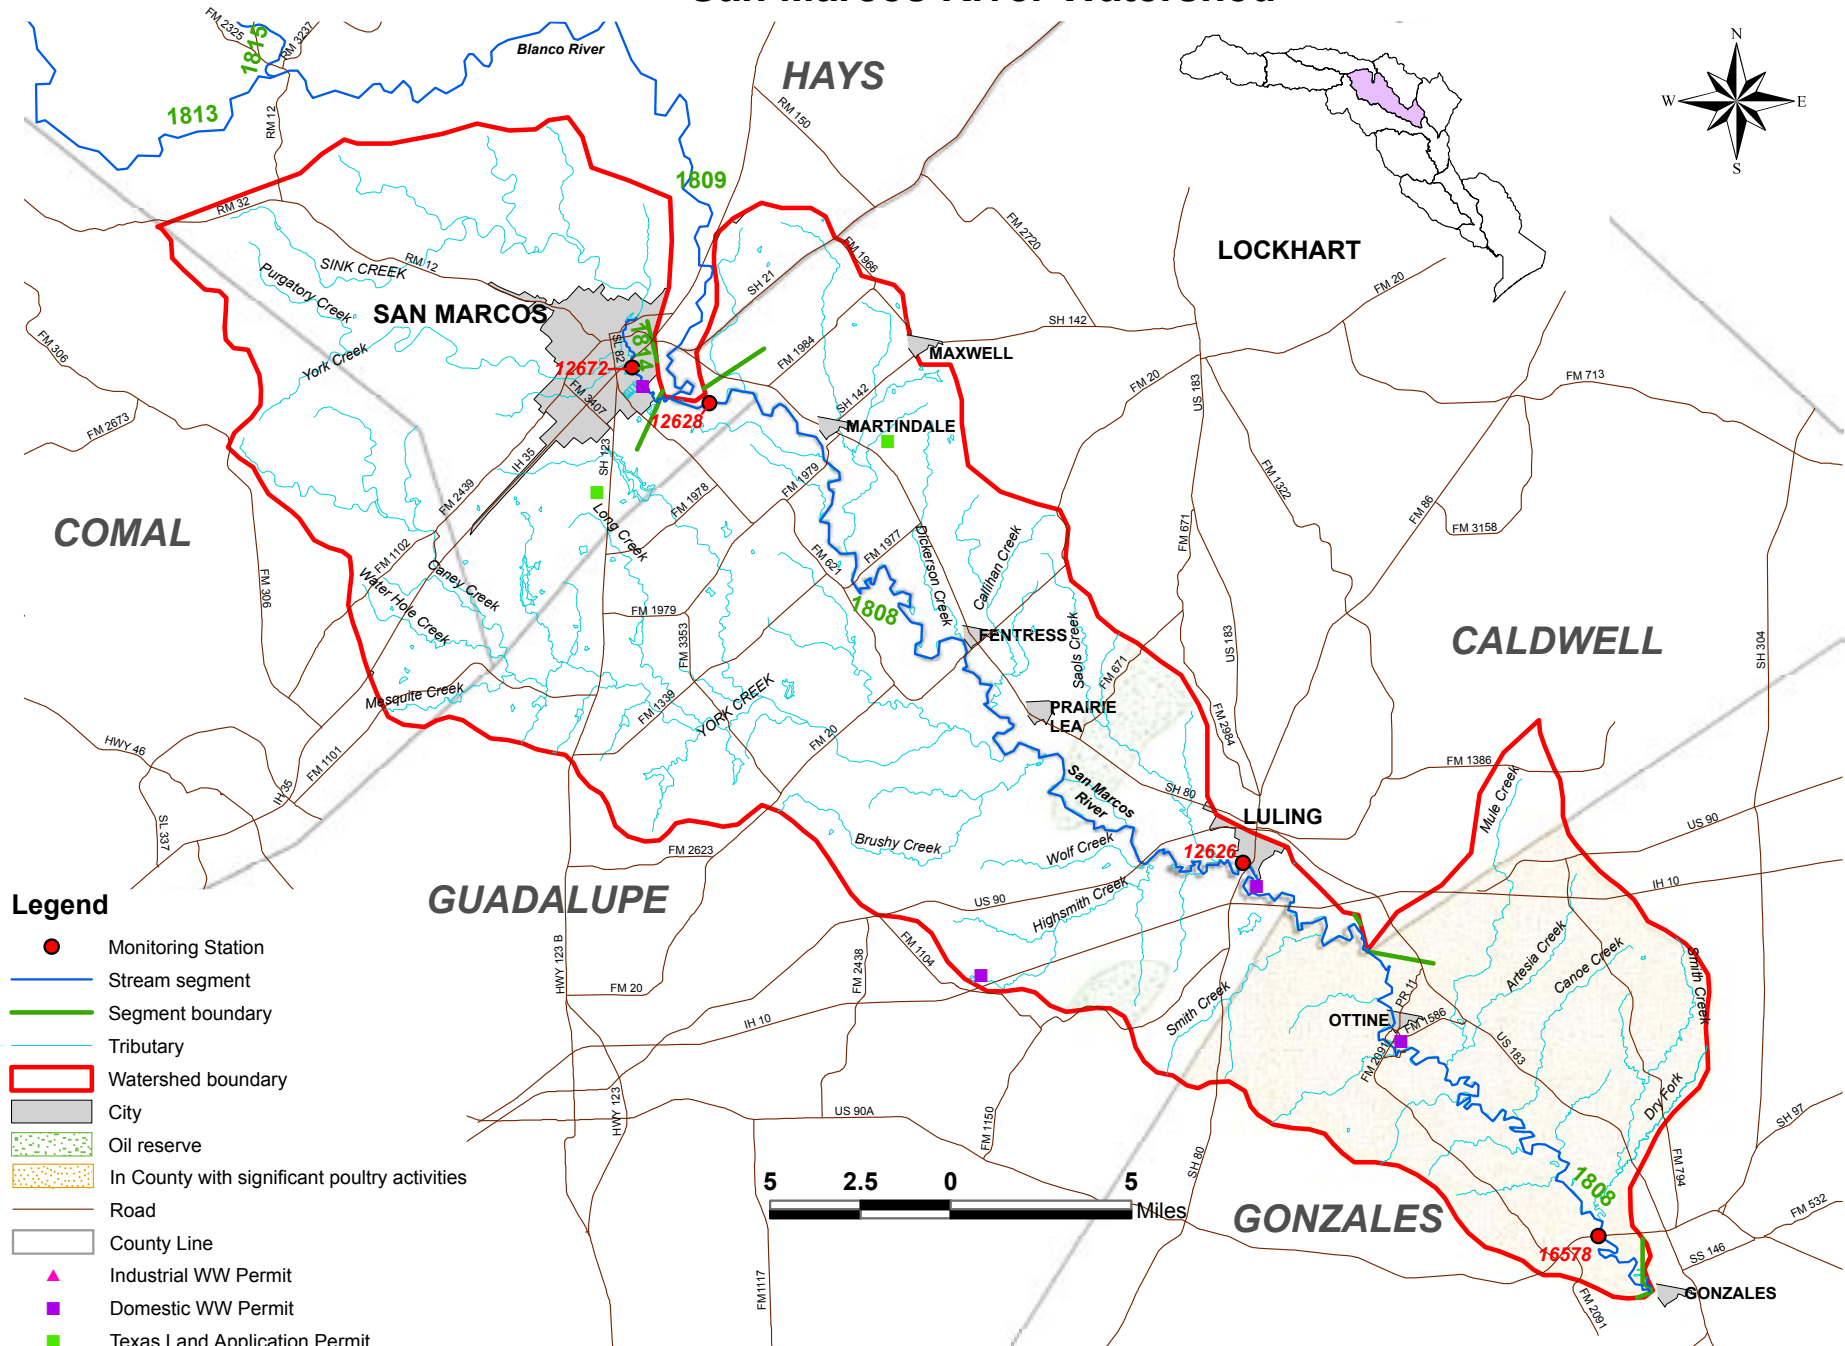 San Marcos River Watershed
FM 2325
1815
RM 3237
Blanco River
HAYS
N
W
E
S
1813
RM 12
RM 150
1809
RM 32
FM 2720
SINK CREEK
RM 12
FM 1966
LOCKHART
Purgatory Creek
SH 21
FM 20
SAN MARCOS
SH 142
FM 306
SL 82
1814
FM 1984
MAXWELL
York Creek
12672
FM 20
US 183
FM 713
FM 3407
SH 142
FM 2673
12628
MARTINDALE
IH 35
SH 123
FM 1979
FM 1322
FM 2439
FM 1978
FM 86
COMAL
Long Creek
FM 671
FM 3158
FM 1102
FM 621
FM 1977
Dickerson Creek
Callihan Creek
Caney Creek
FM 306
Water Hole Creek
FM 1979
1808
FENTRESS
CALDWELL
FM 3353
US 183
SH 304
Saols Creek
FM 671
Mesquite Creek
YORK CREEK
FM 1339
PRAIRIE
LEA
FM 20
FM 2984
HWY 46
FM 1101
IH 35
San Marcos
River
SH 80
FM 1386
Mule Creek
SL 337
LULING
US 90
Brushy Creek
Wolf Creek
12626
FM 2623
GUADALUPE
US 90
Highsmith Creek
IH 10
Legend
Monitoring Station
Stream segment
Segment boundary
Tributary
Watershed boundary
City
Oil reserve
In County with significant poultry activities
Road
County Line
Industrial WW Permit
Domestic WW Permit
Texas Land Application Permit
HWY 123 B
FM 2438
FM 1104
FM 20
IH 10
Smith Creek
Artesia Creek
Canoe Creek
Smith Creek
PR 11
OTTINE
FM 1586
US 183
FM 2091
HWY 123
US 90A
FM 1150
Dry Fork
SH 97
SH 80
FM 794
5
2.5
0
5
Miles
1808
GONZALES
FM 532
16578
SS 146
FM1117
FM 2091
GONZALES